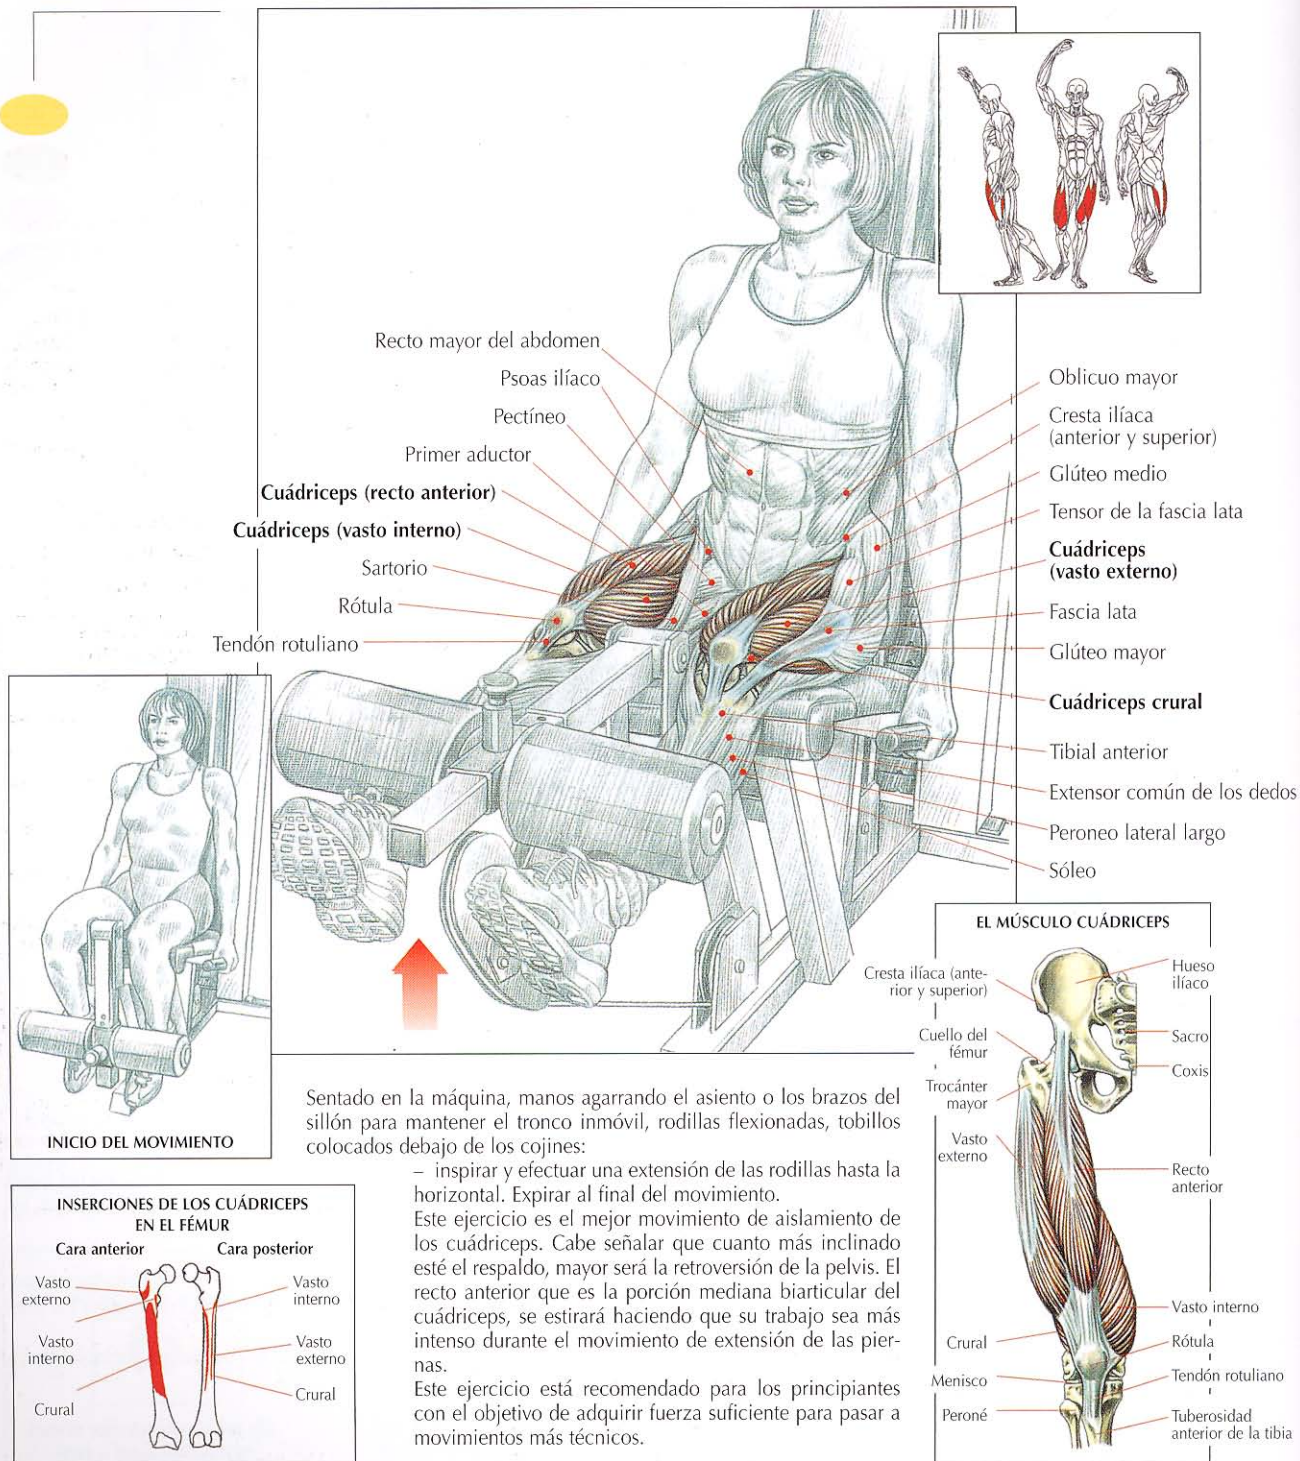 Recto mayor del abdomen
Psoas ilíaco
Pectíneo
Primer aductor
Cuádriceps (recto anterior)
Cuádriceps (vasto interno)
Sartorio
Rótula
Tendón rotuliano
Oblicuo mayor
Cresta ilíaca
(anterior y superior)
Glúteo medio
Tensor de la fascia lata
Cuádriceps
(vasto externo)
Fascia lata
Glúteo mayor
Cuádriceps crural
Tibial anterior
Extensor común de los dedos
Peroneo lateral largo
Sóleo
INICIO DEL MOVIMIENTO
Sentado en la máquina, manos agarrando el asiento o los brazos del
sillón para mantener el tronco inmóvil, rodillas flexionadas, tobillos
colocados debajo de los cojines:
– inspirar y efectuar una extensión de las rodillas hasta la
horizontal. Expirar al final del movimiento.
Este ejercicio es el mejor movimiento de aislamiento de
los cuádriceps. Cabe señalar que cuanto más inclinado
esté el respaldo, mayor será la retroversión de la pelvis. El
recto anterior que es la porción mediana biarticular del
cuádriceps, se estirará haciendo que su trabajo sea más
intenso durante el movimiento de extensión de las pier-
nas.
Este ejercicio está recomendado para los principiantes
con el objetivo de adquirir fuerza suficiente para pasar a
movimientos más técnicos.
INSERCIONES DE LOS CUÁDRICEPS
EN EL FÉMUR
Cara anterior
Cara posterior
Vasto
externo
Vasto
interno
Crural
Vasto
interno
Vasto
externo
Crural
EL MÚSCULO CUÁDRICEPS
Cresta ilíaca (ante-
rior y superior)
Cuello del
fémur
Trocánter
mayor
Vasto
externo
Crural
Menisco
Peroné
Hueso
ilíaco
Sacro
Coxis
Recto
anterior
Vasto interno
Rótula
Tendón rotuliano
Tuberosidad
anterior de la tibia